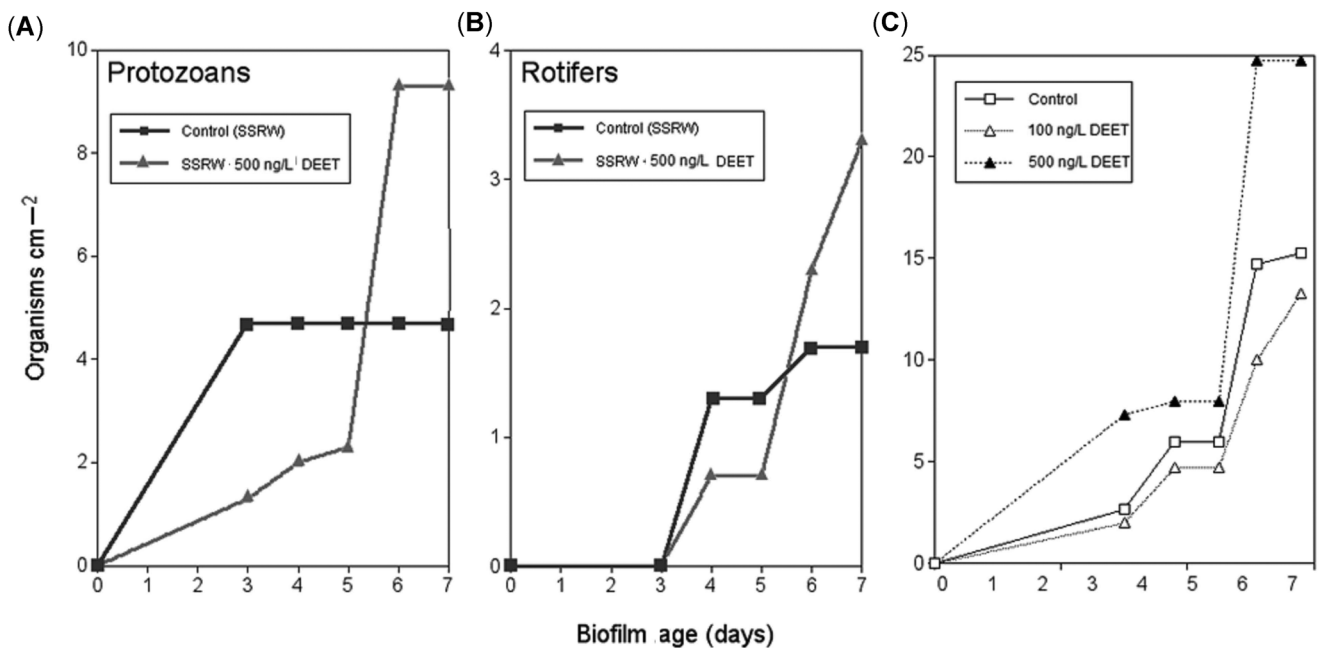 (A)
Protozoans
Control (SSRW)
SSRW · 500 ng/L DEET
10
8
6
4
2
0
0 1 2 3 4 5 6 7
(B)
Rotifers
Control (SSRW)
SSRW · 500 ng/L DEET
4
3
2
1
0
0 1 2 3 4 5 6 7
(C)
Control
100 ng/L DEET
500 ng/L DEET
25
20
15
10
5
0
0 1 2 3 4 5 6 7
Organisms cm−2
Biofilm age (days)